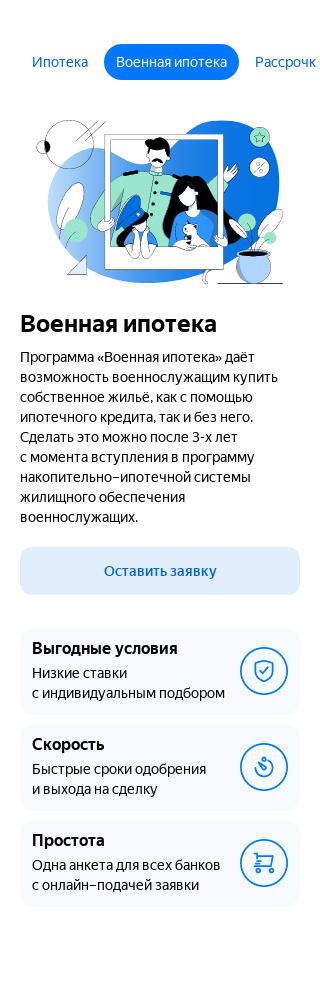 Ипотека
Военная ипотека
Рассрочк
Военная ипотека
Программа «Военная ипотека» даёт
возможность военнослужащим купить
собственное жильё, как с помощью
ипотечного кредита, так и без него.
Сделать это можно после 3-х лет
с момента вступления в программу
накопительно–ипотечной системы
жилищного обеспечения
военнослужащих.
Оставить заявку
Выгодные условия
Низкие ставки
с индивидуальным подбором
Скорость
Быстрые сроки одобрения
и выхода на сделку
Простота
Одна анкета для всех банков
с онлайн–подачей заявки